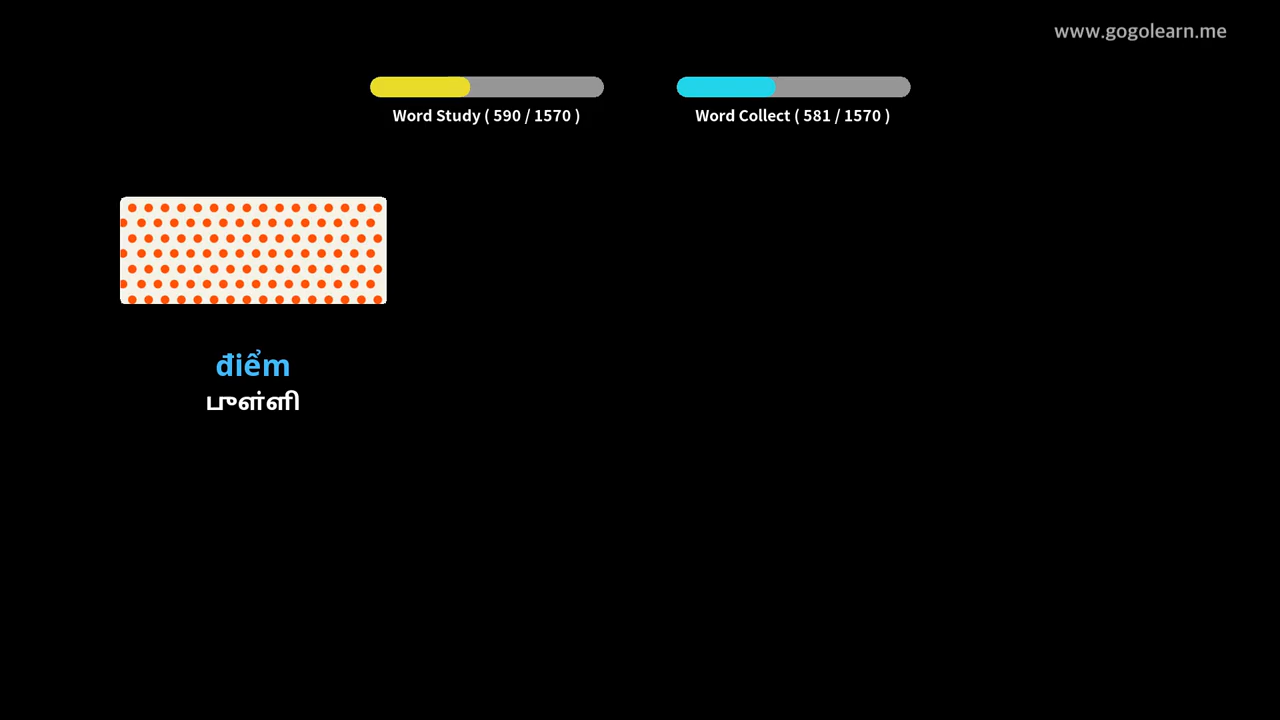 www.gogolearn.me
Word Study ( 590 / 1570 )
Word Collect ( 581 / 1570 )
điểm
புள்ளி